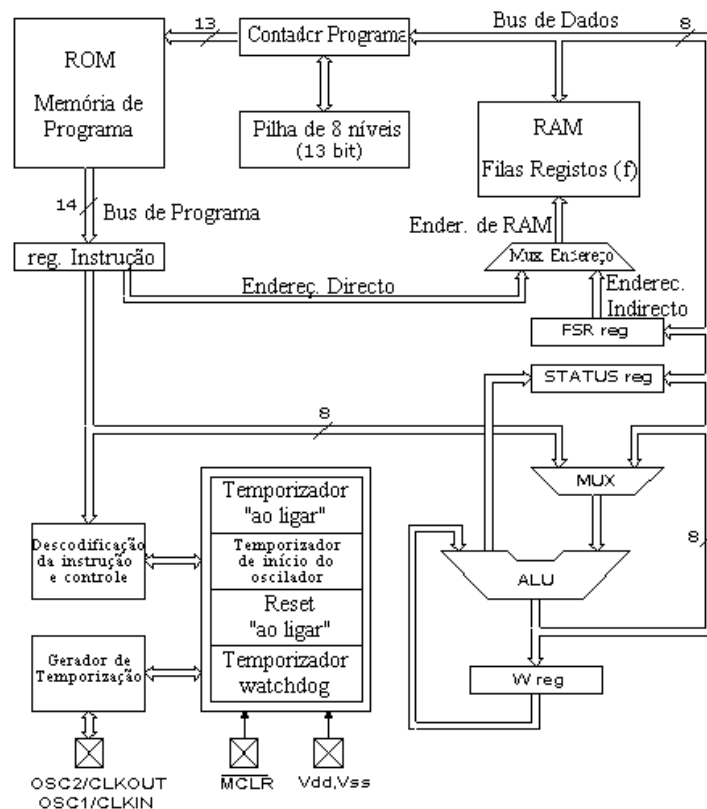 13
Contador Programa
Bus de Dados
8
ROM
Memória de
Programa
Pilha de 8 níveis
(13 bit)
RAM
Filas Registos (f)
14
Bus de Programa
Ender. de RAM
reg. Instrução
Mux. Endereço
Endereç. Directo
Enderec.
Indirecto
FSR reg
STATUS reg
8
MUX
Temporizador
"ao ligar"
Descodificação
da instrução
e controle
Temporizador
de início do
oscilador
8
ALU
Reset
"ao ligar"
Gerador de
Temporização
Temporizador
watchdog
W reg
OSC2/CLKOUT
OSC1/CLKIN
MCLR
Vdd,Vss